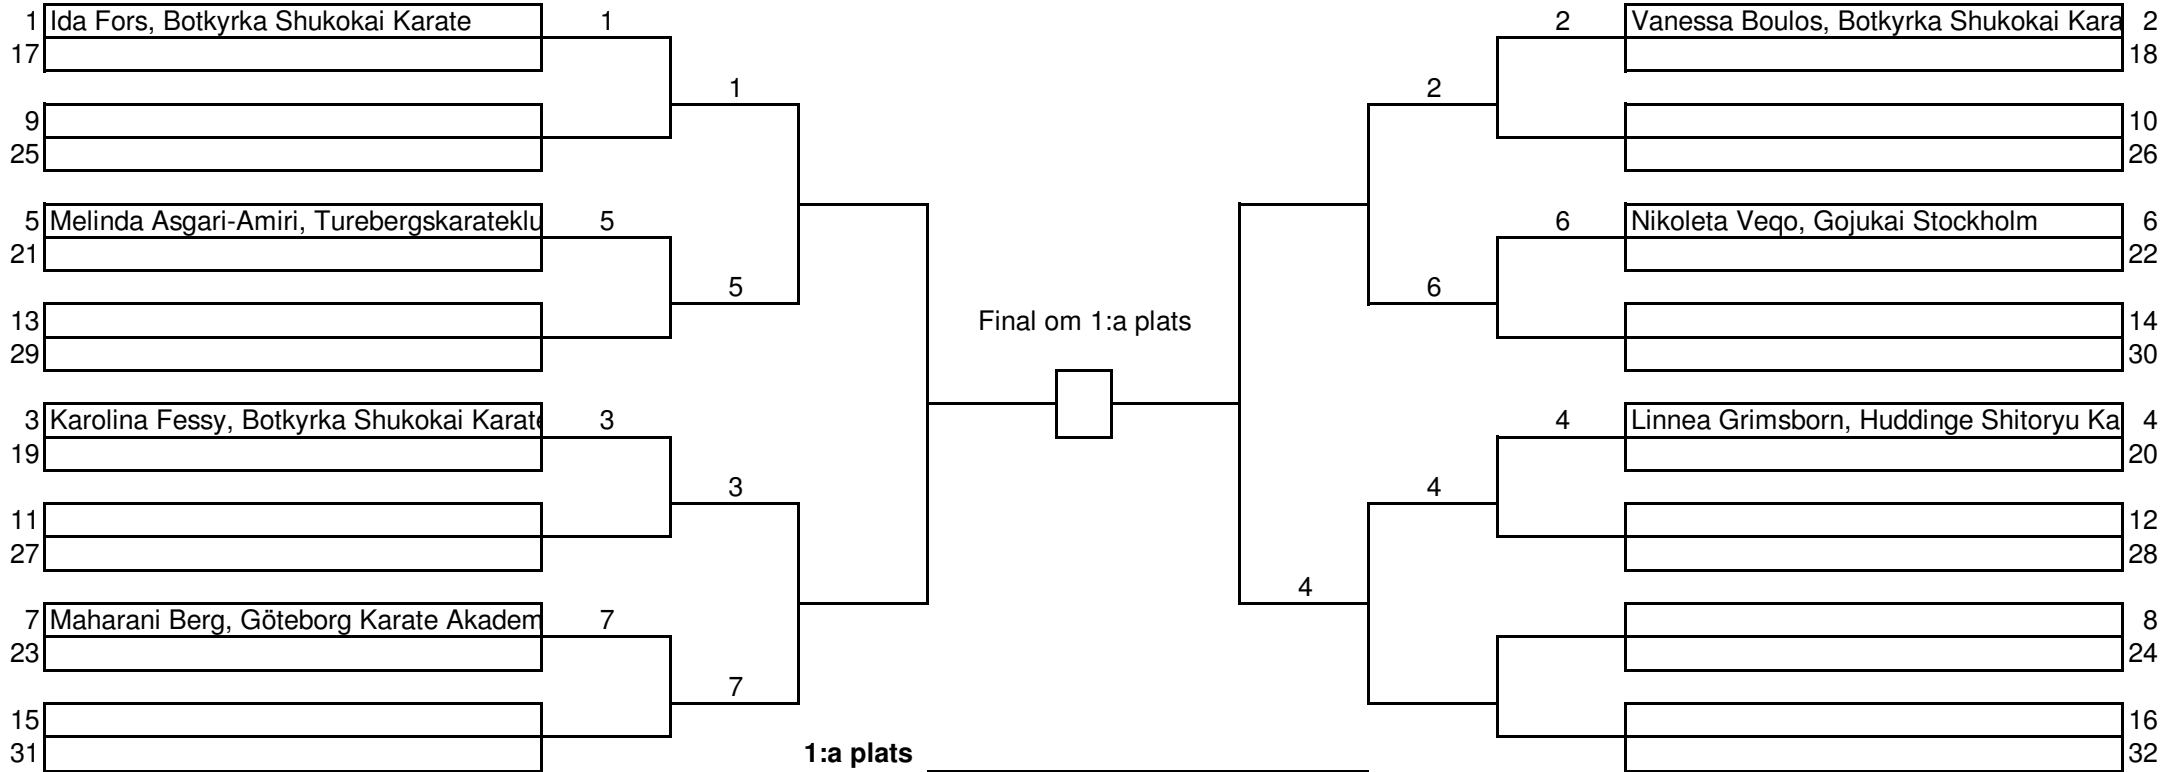 1 Ida Fors, Botkyrka Shukokai Karate 1 2 Vanessa Boulos, Botkyrka Shukokai Kara 2
17 18
1 2
9 10
25 26
5 Melinda Asgari-Amiri, Turebergskarateklu 5 6 Nikoleta Veqo, Gojukai Stockholm 6
21 22
5 6
13 Final om 1:a plats 14
29 30
3 Karolina Fessy, Botkyrka Shukokai Karate 3 4 Linnea Grimsborn, Huddinge Shitoryu Ka 4
19 20
3 4
11 12
27 28
4
7 Maharani Berg, Göteborg Karate Akadem 7 8
23 24
7
15 16
31 1:a plats 32